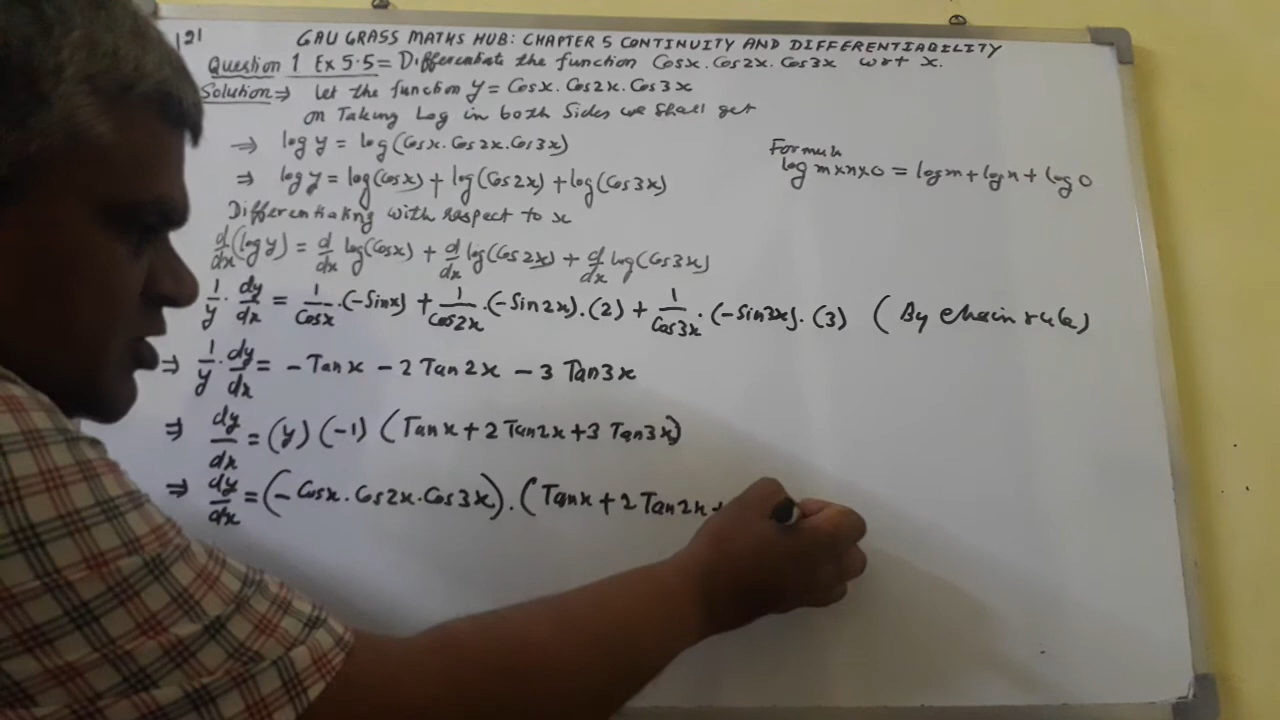 121
GAU GRASS MATHS HUB: CHAPTER 5 CONTINUITY AND DIFFERENTIABILITY
Question 1 Ex 5.5 = Differentiate the function Cosx. Cos2x. Cos3x wrt x.
Solution ⇒ Let the function y = Cosx. Cos2x. Cos3x
on Taking Log in both Sides we shall get
⇒ log y = log(Cosx. Cos2x. Cos3x)
Formula
log m×n×o = log m + log n + log o
⇒ log y = log(Cosx) + log(Cos2x) + log(Cos3x)
Differentiating with respect to x
d/dx (log y) = d/dx log(Cosx) + d/dx log(Cos2x) + d/dx log(Cos3x)
1/y · dy/dx = 1/Cosx · (-Sinx) + 1/Cos2x · (-Sin2x) · (2) + 1/Cos3x · (-Sin3x) · (3) (By chain rule)
⇒ 1/y · dy/dx = - Tanx - 2 Tan2x - 3 Tan3x
⇒ dy/dx = (y) (-1) (Tanx + 2 Tan2x + 3 Tan3x)
⇒ dy/dx = (-Cosx. Cos2x. Cos3x) . (Tanx + 2 Tan2x +